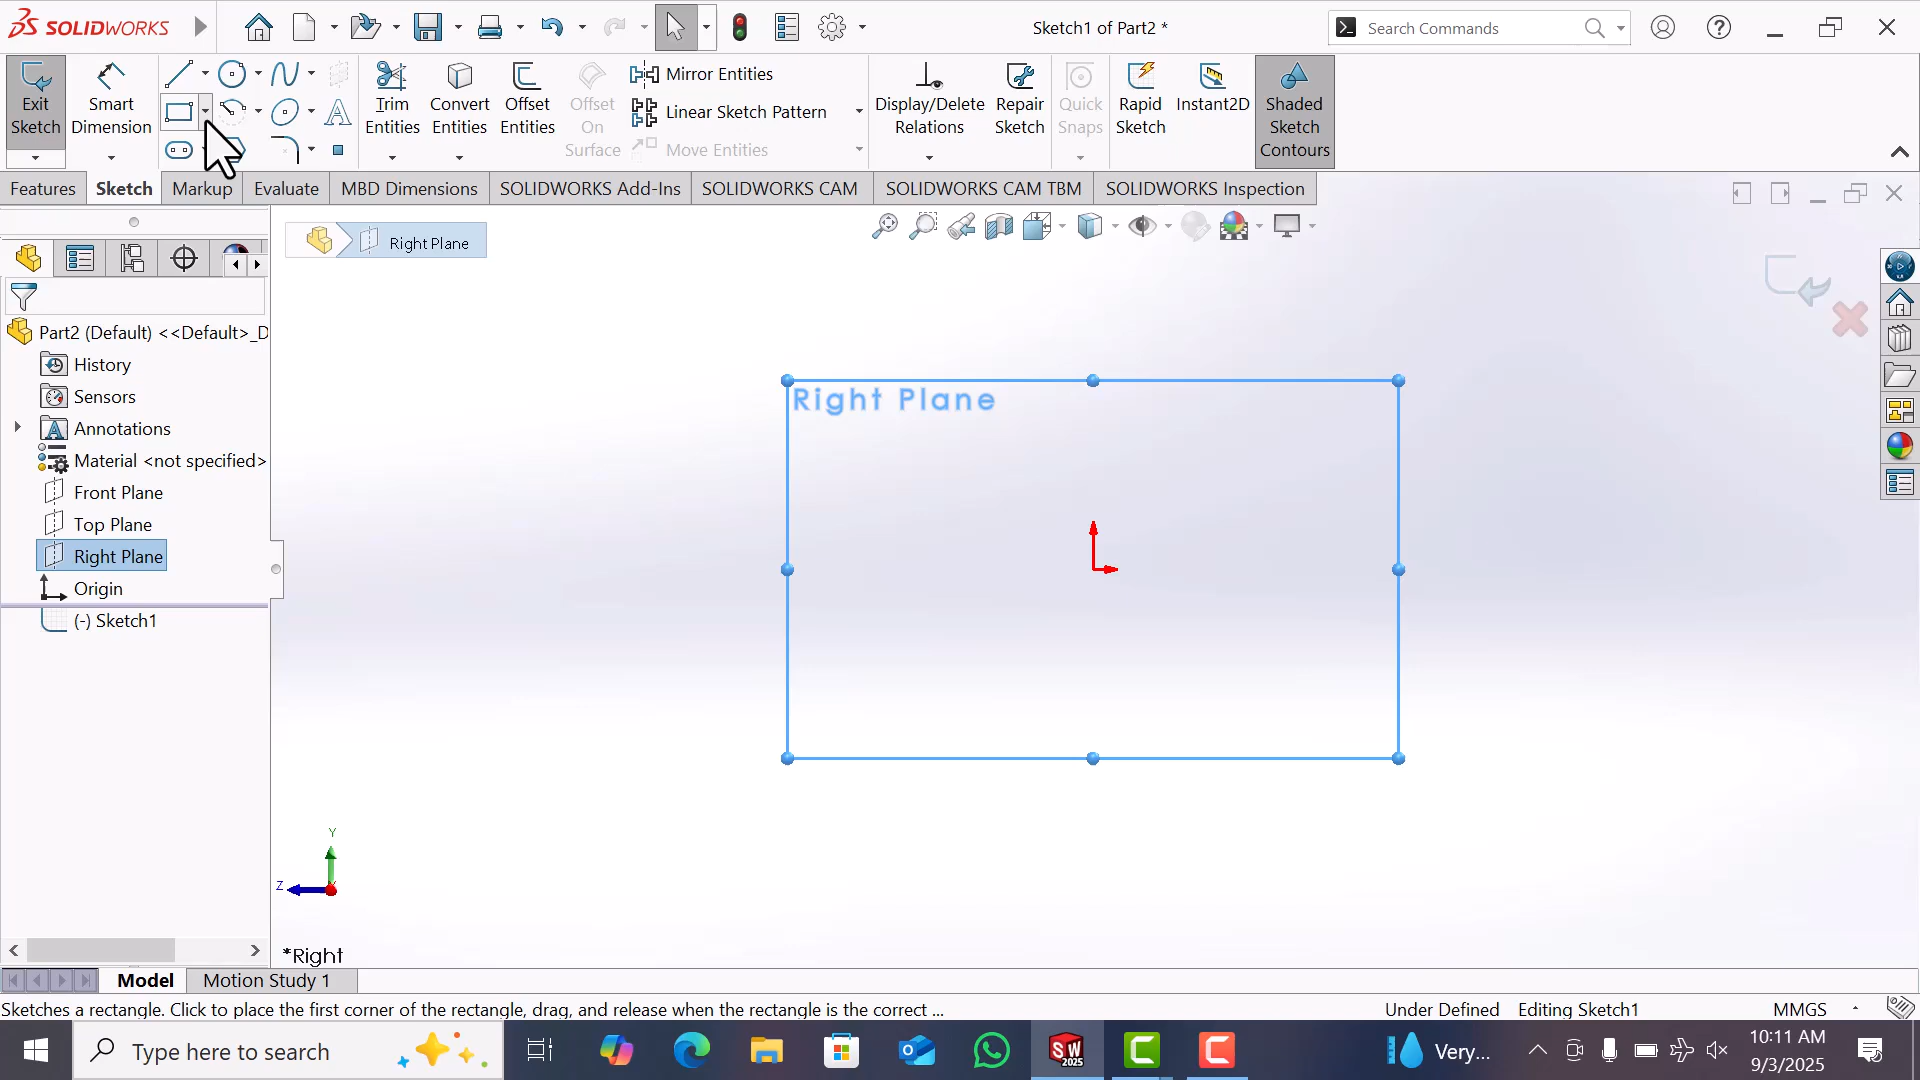 SOLIDWORKS
Sketch1 of Part2 *
Search Commands
Exit Sketch
Smart Dimension
Trim Entities
Convert Entities
Offset Entities
Offset On Surface
Mirror Entities
Linear Sketch Pattern
Move Entities
Display/Delete Relations
Repair Sketch
Quick Snaps
Rapid Sketch
Instant2D
Shaded Sketch Contours
Features
Sketch
Markup
Evaluate
MBD Dimensions
SOLIDWORKS Add-Ins
SOLIDWORKS CAM
SOLIDWORKS CAM TBM
SOLIDWORKS Inspection
Right Plane
Part2 (Default) <<Default>_D
History
Sensors
Annotations
Material <not specified>
Front Plane
Top Plane
Right Plane
Origin
(-) Sketch1
Right Plane
Y
Z
*Right
Model
Motion Study 1
Sketches a rectangle. Click to place the first corner of the rectangle, drag, and release when the rectangle is the correct ...
Under Defined
Editing Sketch1
MMGS
Type here to search
SW
2025
Very...
10:11 AM
9/3/2025